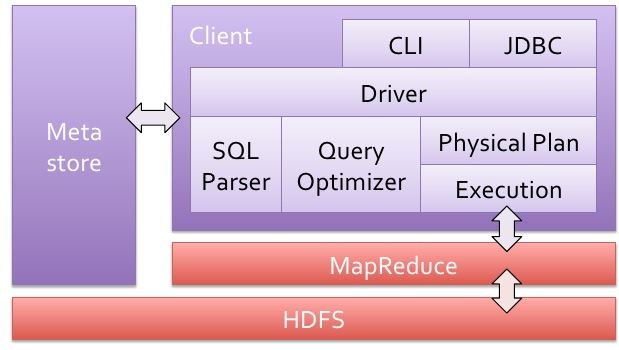 Client
CLI
JDBC
Driver
Meta
store
SQL
Parser
Query
Optimizer
Physical Plan
Execution
MapReduce
HDFS